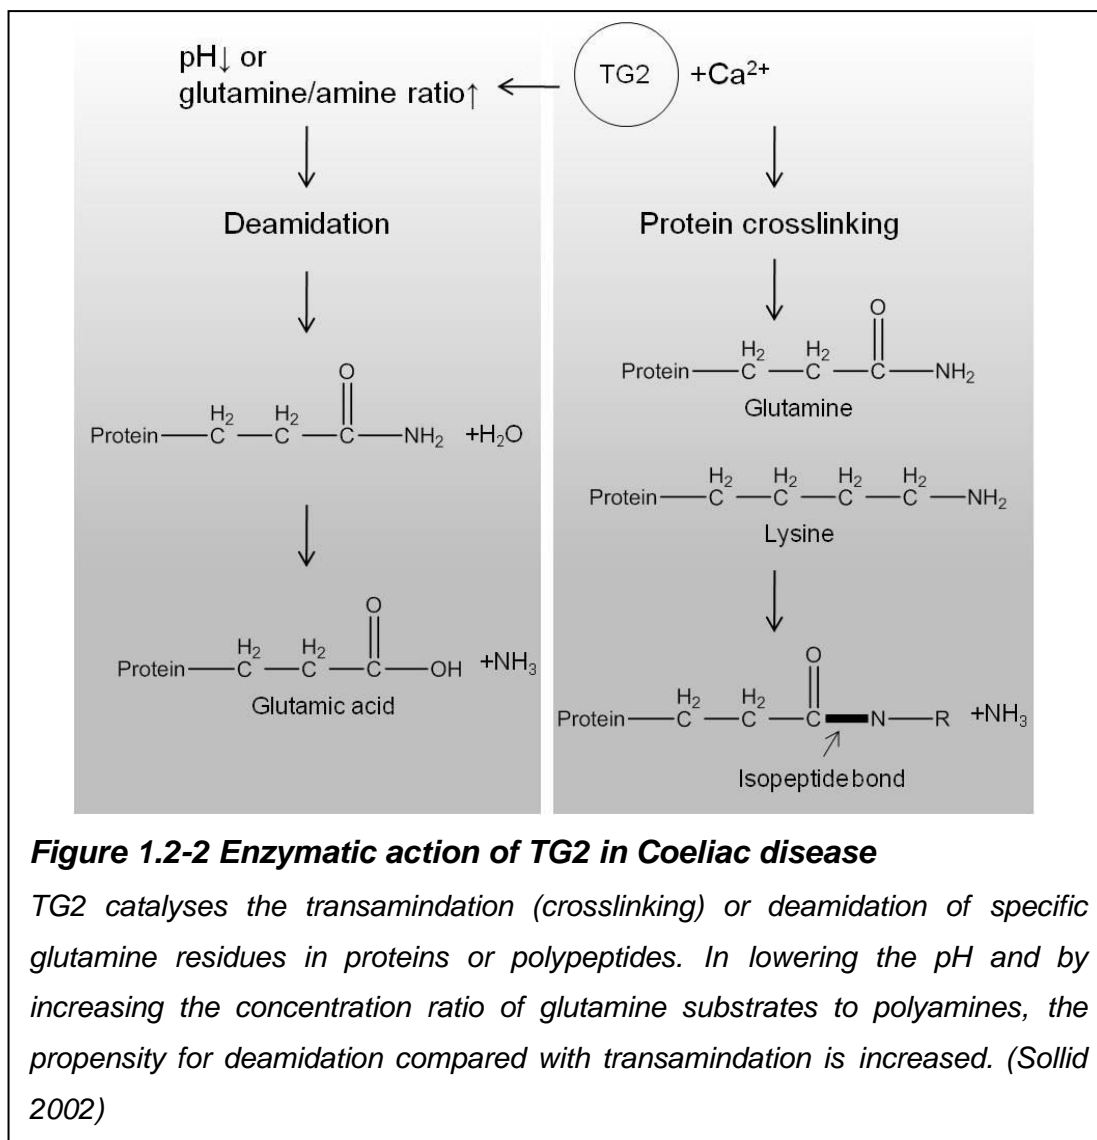 pH↓ or
glutamine/amine ratio↑
TG2
+Ca²⁺
Deamidation
O
H₂ H₂
Protein C C C NH₂ +H₂O
O
H₂ H₂
Protein C C C OH +NH₃
Glutamic acid
Protein crosslinking
O
H₂ H₂
Protein C C C NH₂
Glutamine
H₂ H₂ H₂ H₂
Protein C C C C NH₂
Lysine
O
H₂ H₂
Protein C C C N R +NH₃
Isopeptide bond
Figure 1.2-2 Enzymatic action of TG2 in Coeliac disease
TG2 catalyses the transamindation (crosslinking) or deamidation of specific
glutamine residues in proteins or polypeptides. In lowering the pH and by
increasing the concentration ratio of glutamine substrates to polyamines, the
propensity for deamidation compared with transamindation is increased. (Sollid
2002)